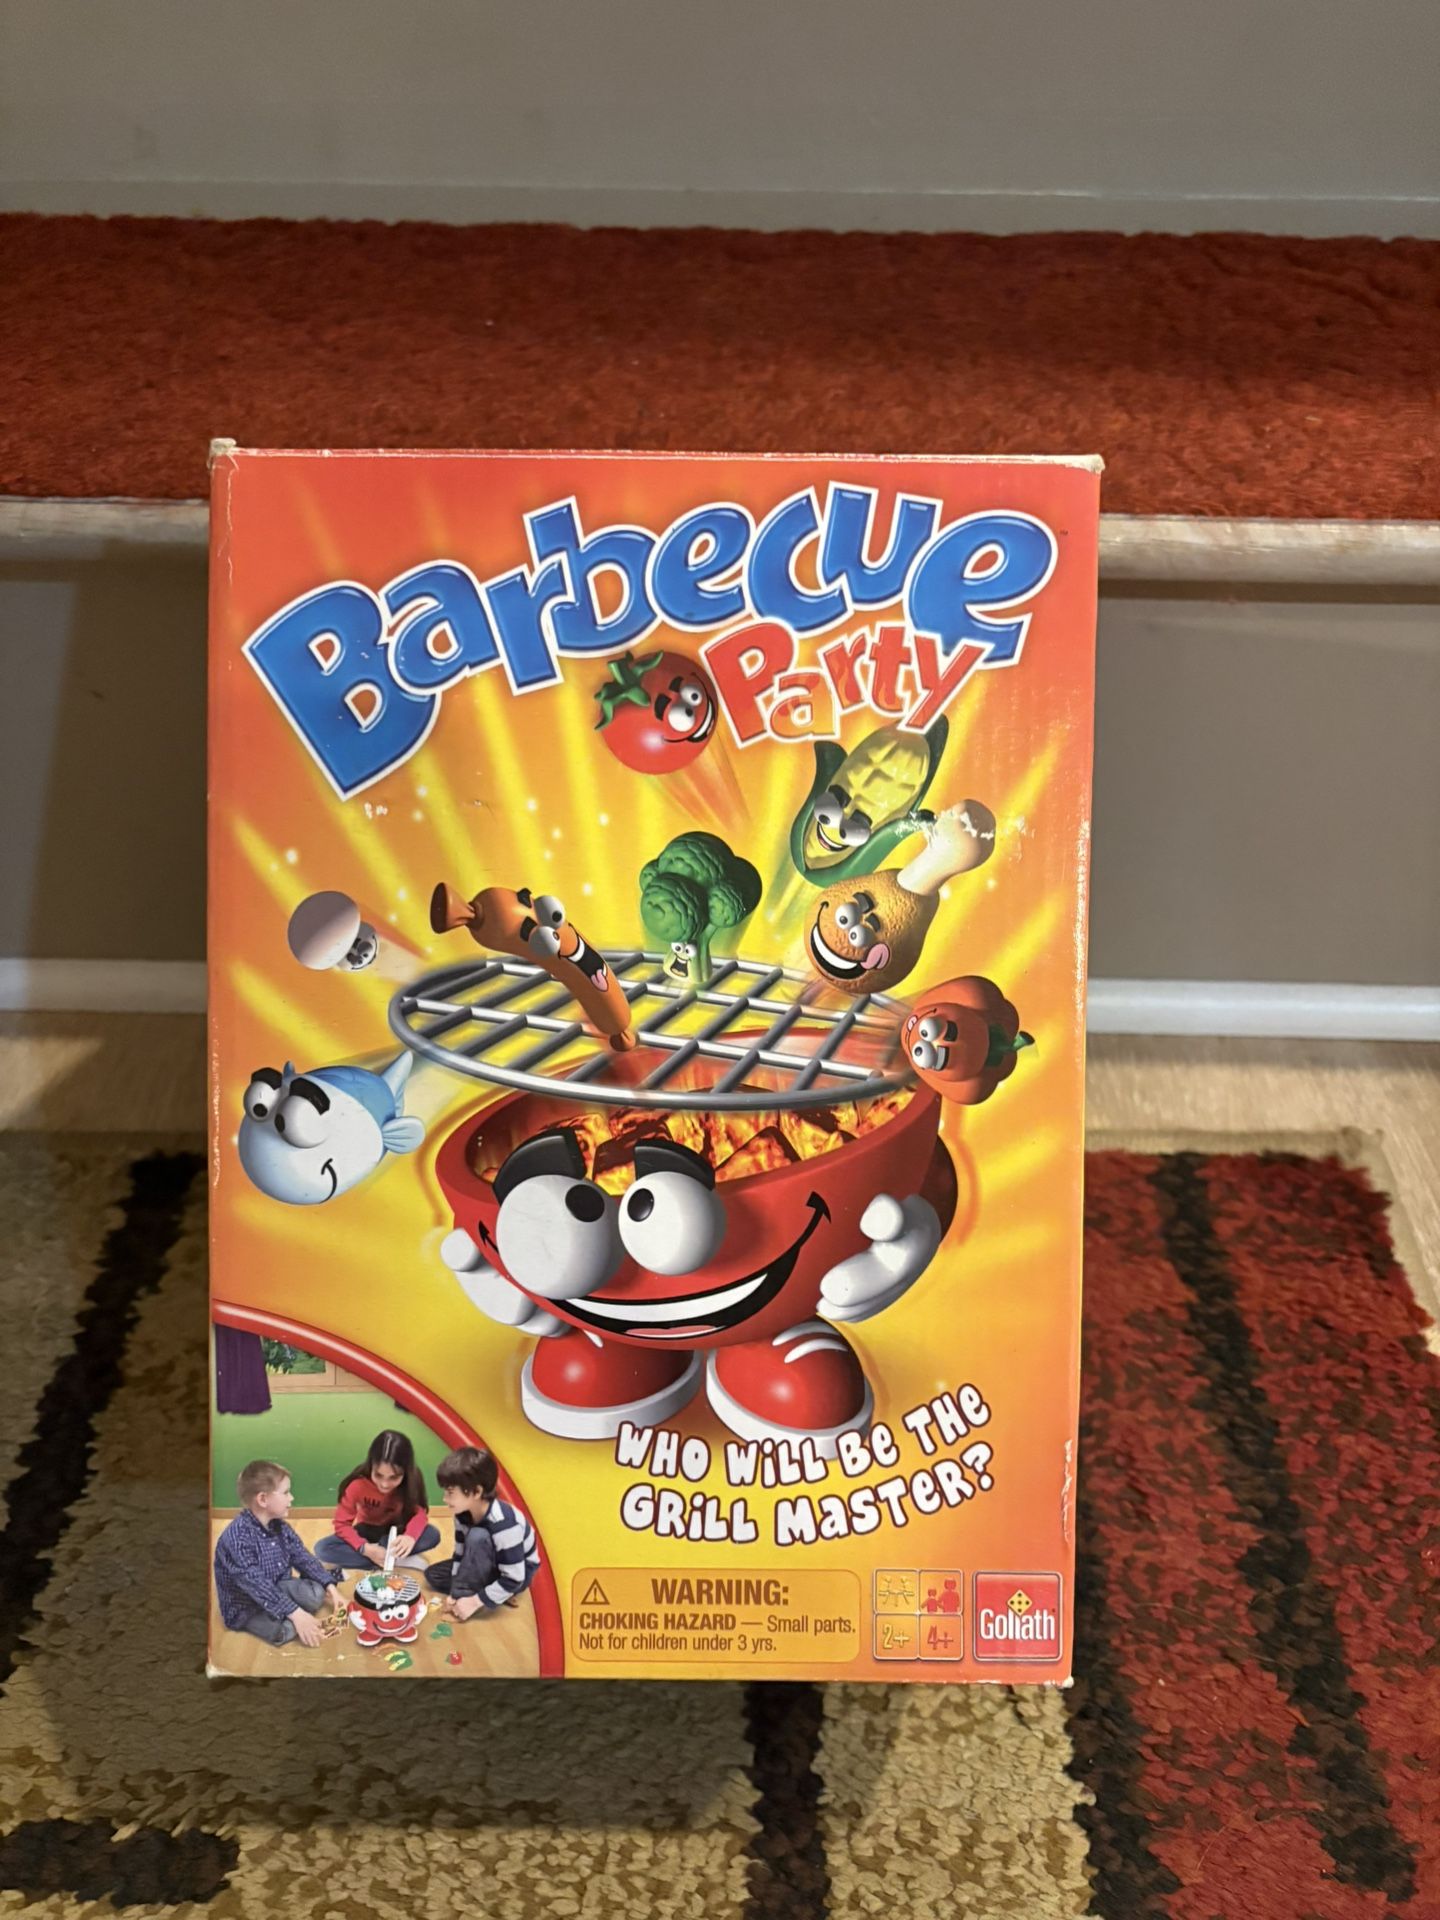 Barbecue
Party
WHO WiLL Be THe
GRiLL MasTeR?
WARNING:
CHOKING HAZARD — Small parts.
Not for children under 3 yrs.
2+ 4+
Goliath